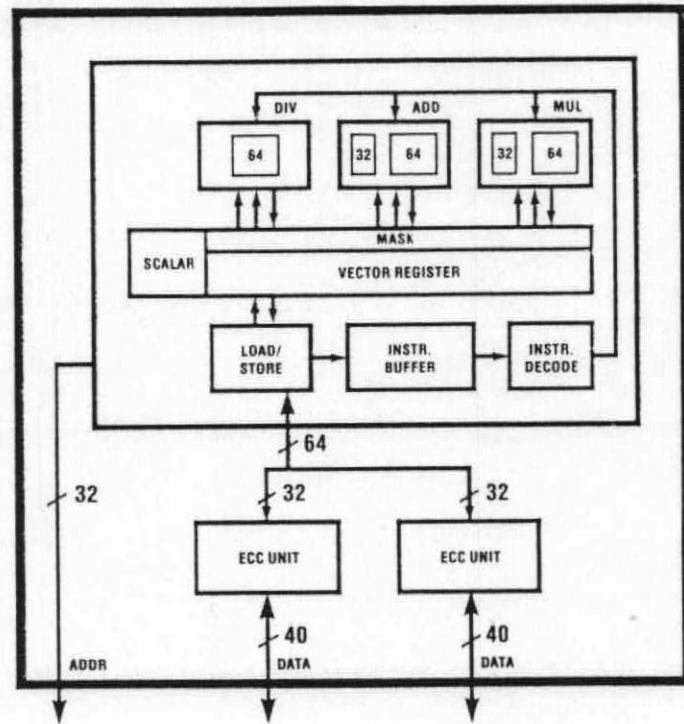 DIV ADD MUL
64 32 64 32 64
MASK
SCALAR
VECTOR REGISTER
LOAD/
STORE
INSTR.
BUFFER
INSTR.
DECODE
64
32 32 32
ECC UNIT ECC UNIT
40 40
ADDR DATA DATA